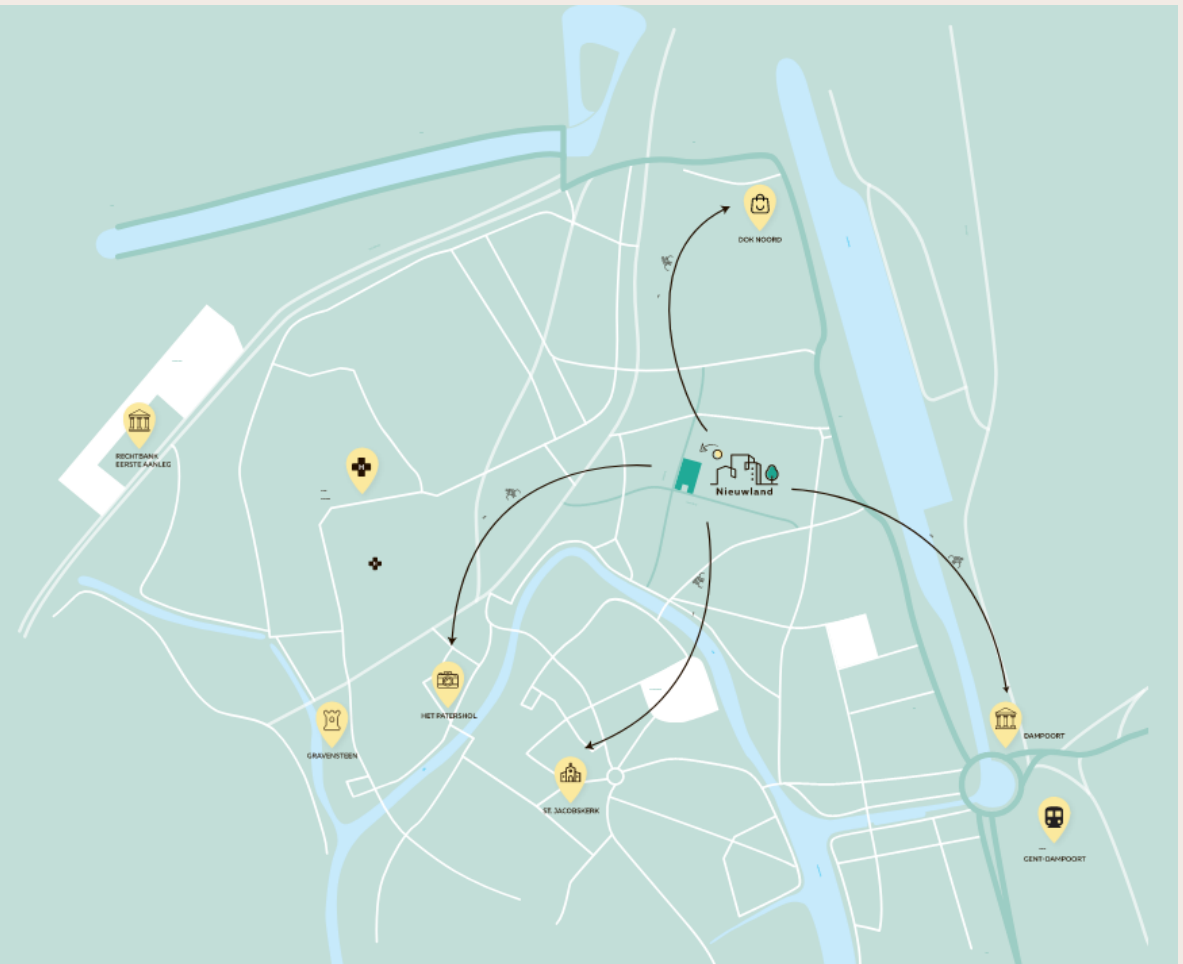 DOK NOORD
RECHTBANK
EERSTE AANLEG
H
Nieuwland
HET PATERSHOL
GRAVENSTEEN
DAMPOORT
ST. JACOBSKERK
GENT-DAMPOORT